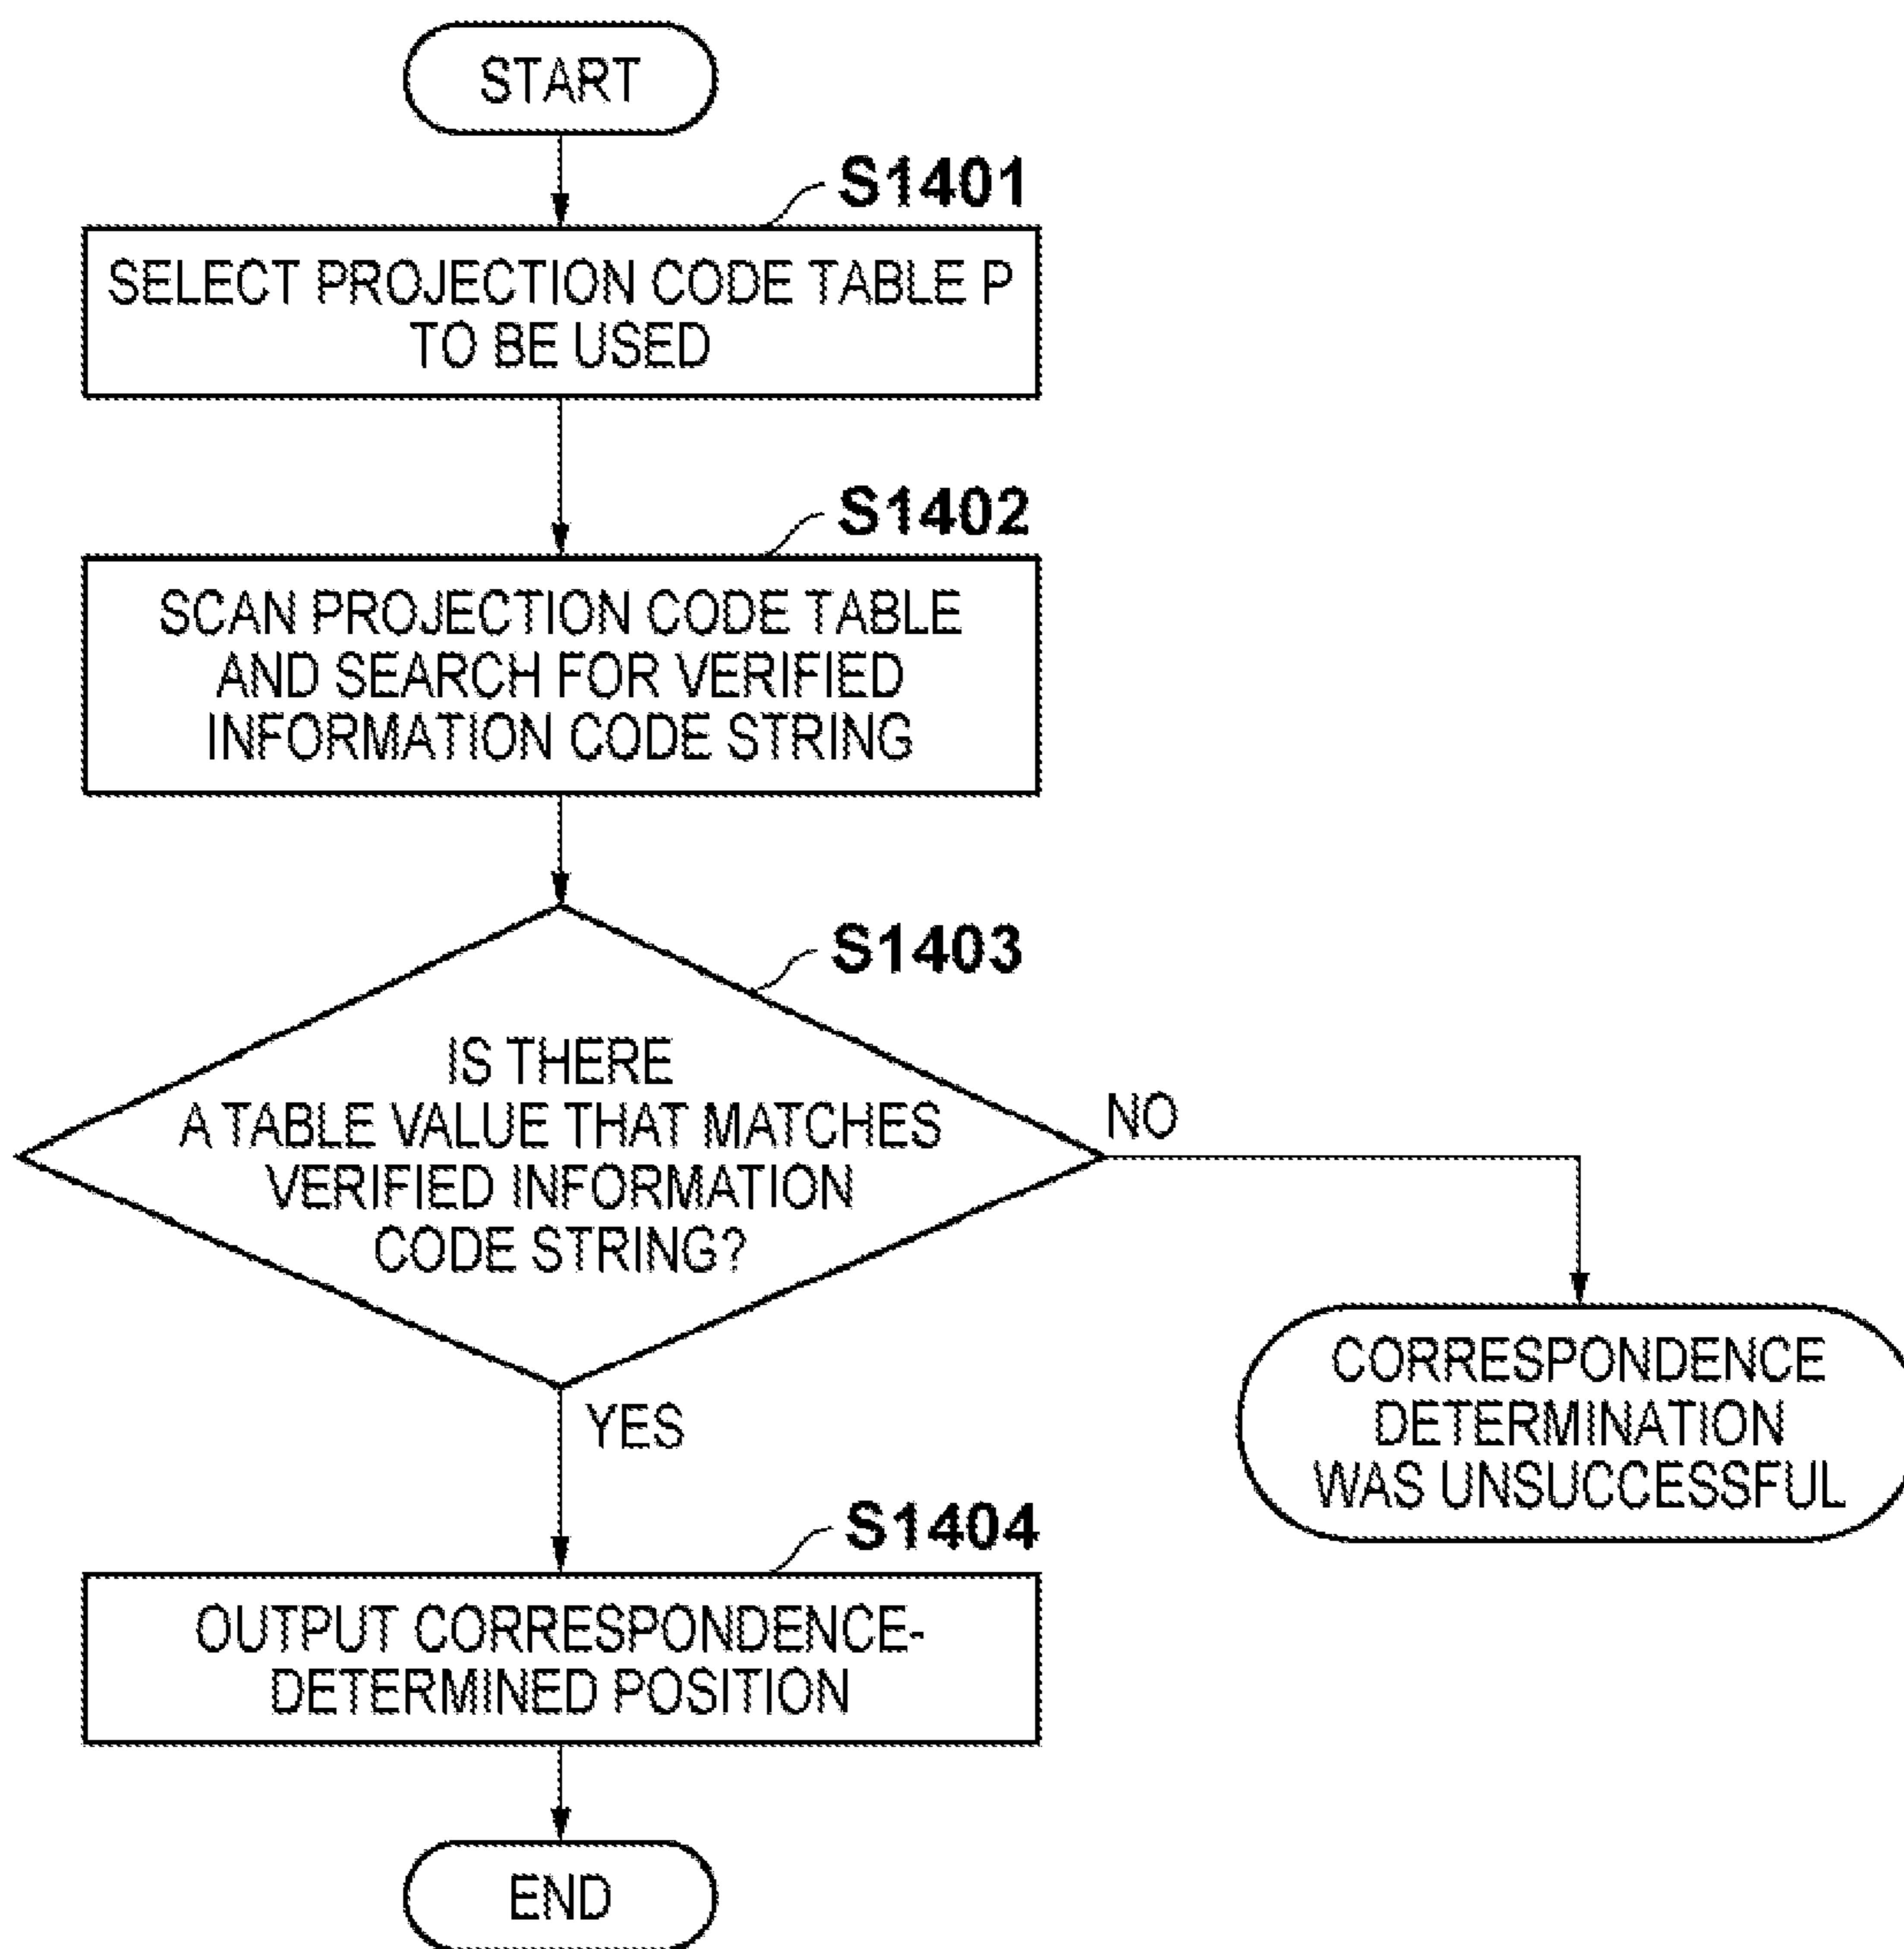 START
S1401
SELECT PROJECTION CODE TABLE P
TO BE USED
S1402
SCAN PROJECTION CODE TABLE
AND SEARCH FOR VERIFIED
INFORMATION CODE STRING
S1403
IS THERE
A TABLE VALUE THAT MATCHES
VERIFIED INFORMATION
CODE STRING?
NO
CORRESPONDENCE
DETERMINATION
WAS UNSUCCESSFUL
YES
S1404
OUTPUT CORRESPONDENCE-
DETERMINED POSITION
END